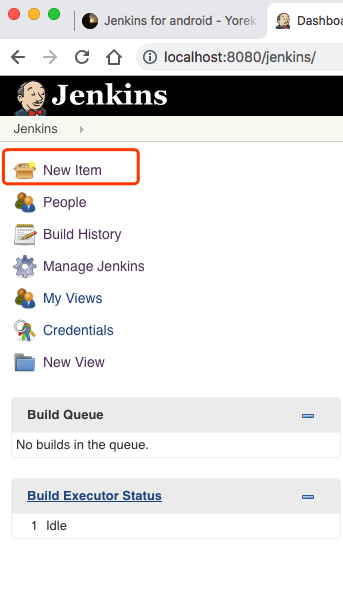 Jenkins for android - Yorek
Dashboa
localhost:8080/jenkins/
Jenkins
Jenkins
New Item
People
Build History
Manage Jenkins
My Views
Credentials
New View
Build Queue
No builds in the queue.
Build Executor Status
1 Idle